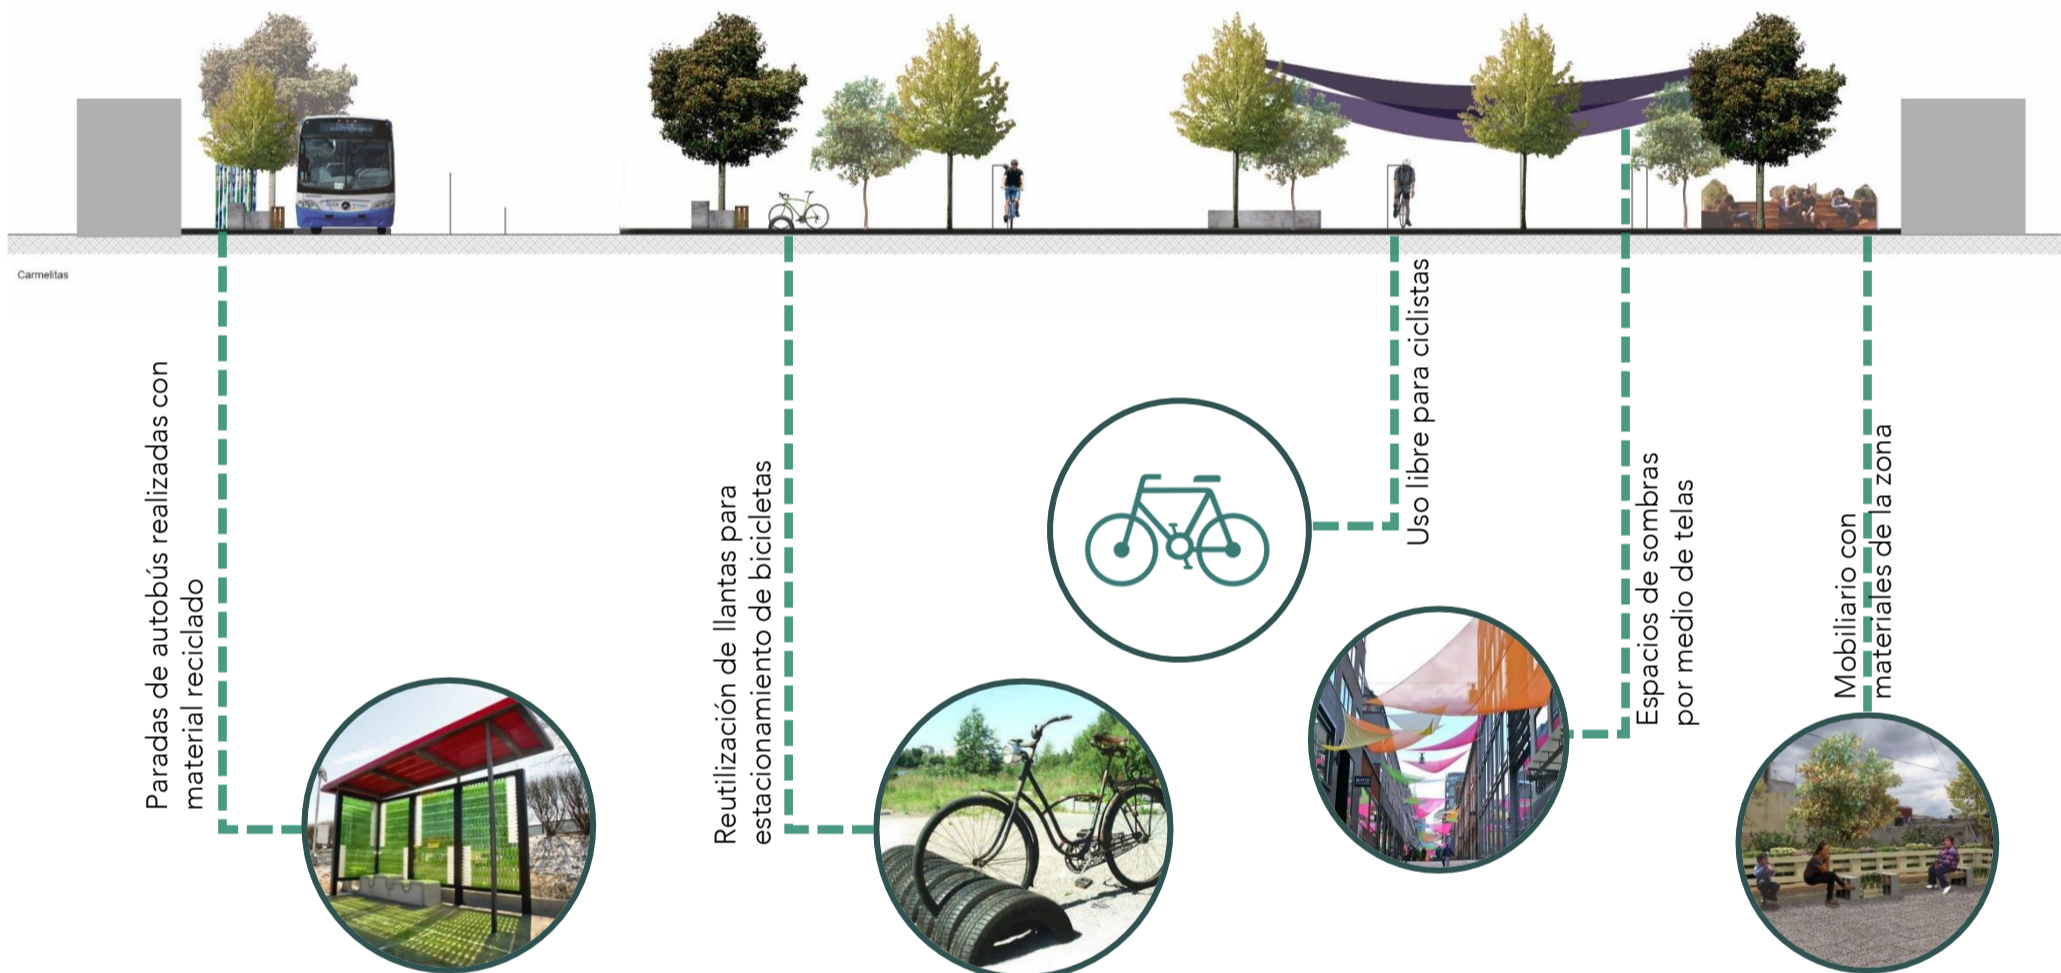 Carmelitas
Paradas de autobús realizadas con
material reciclado
Reutilización de llantas para
estacionamiento de bicicletas
Uso libre para ciclistas
Espacios de sombras
por medio de telas
Mobiliario con
materiales de la zona